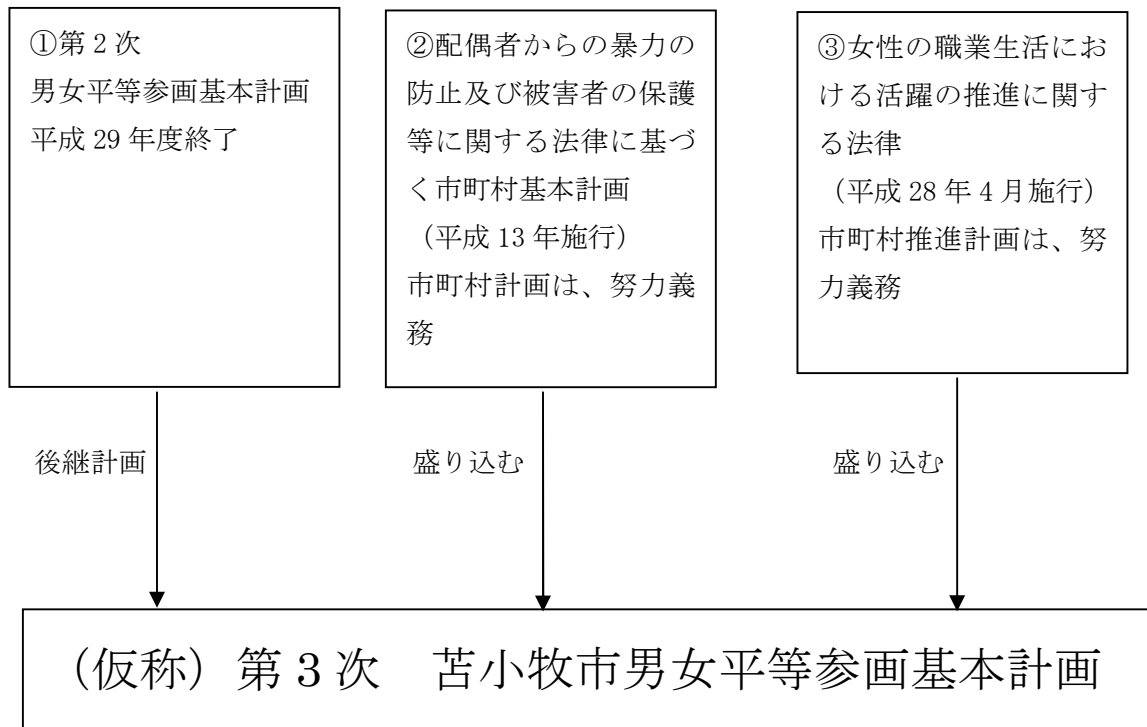 ①第２次
男女平等参画基本計画
平成 29 年度終了
②配偶者からの暴力の
防止及び被害者の保護
等に関する法律に基づ
く市町村基本計画
（平成 13 年施行）
市町村計画は、努力義
務
③女性の職業生活にお
ける活躍の推進に関す
る法律
（平成 28 年 4 月施行）
市町村推進計画は、努
力義務
後継計画
盛り込む
盛り込む
（仮称）第３次　苫小牧市男女平等参画基本計画